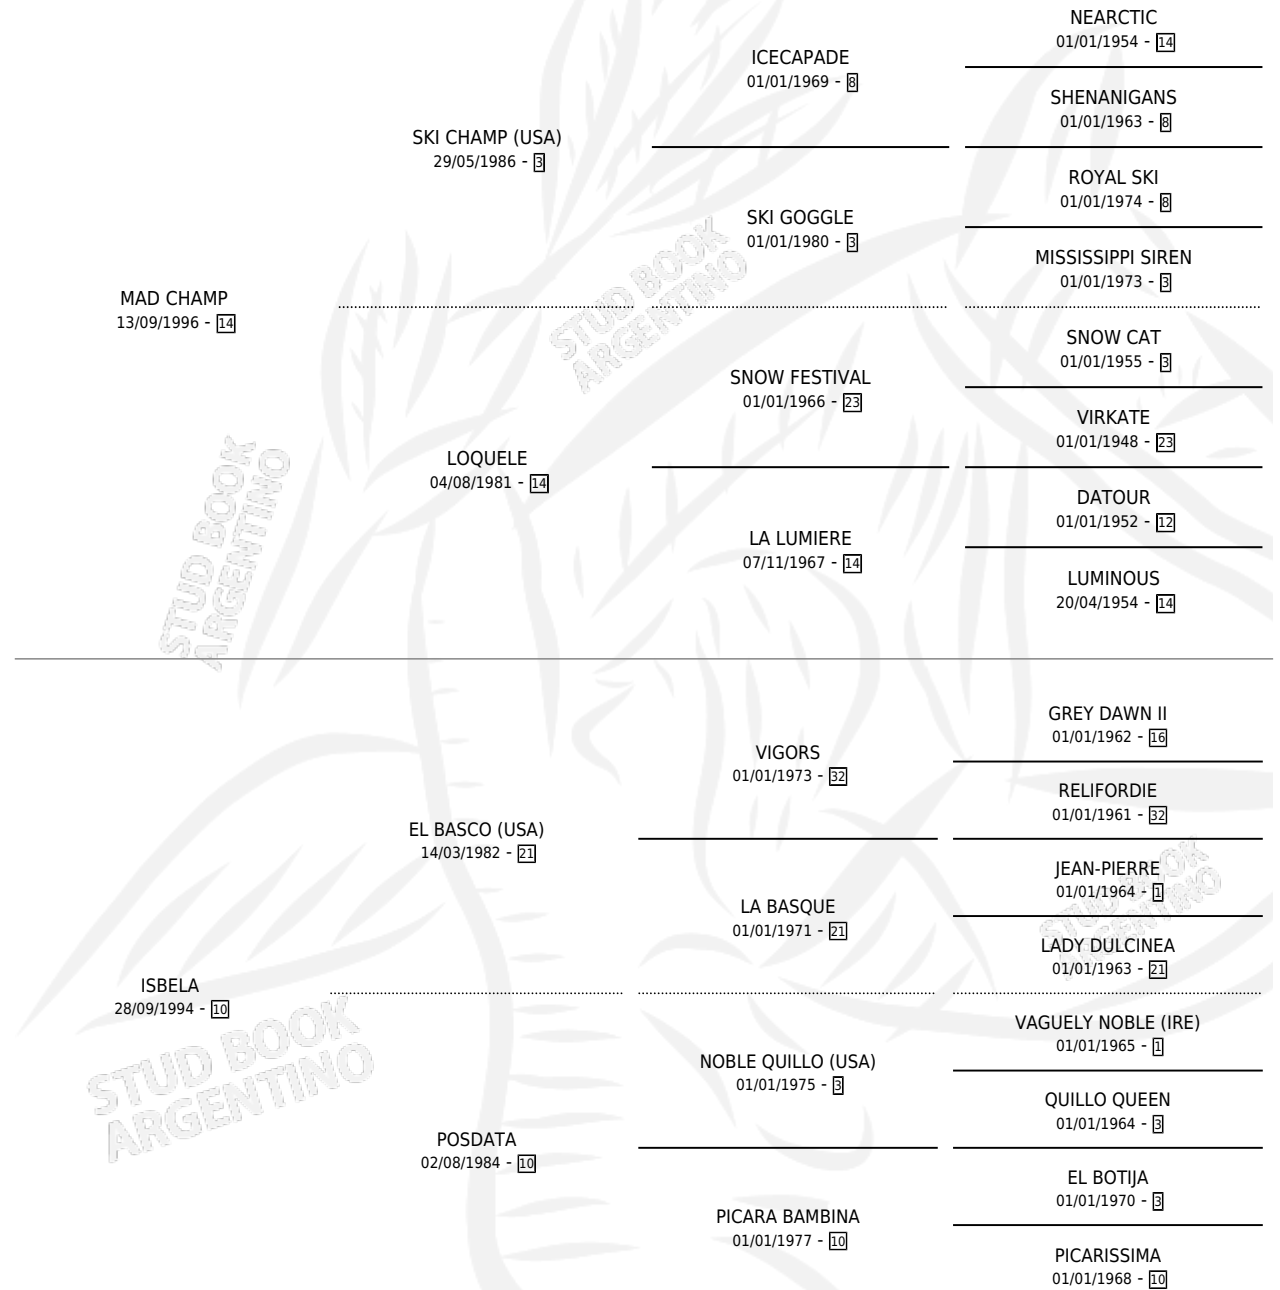 NEARCTIC
01/01/1954 - 14
ICECAPADE
01/01/1969 - 8
SHENANIGANS
01/01/1963 - 8
SKI CHAMP (USA)
29/05/1986 - 3
ROYAL SKI
01/01/1974 - 8
SKI GOGGLE
01/01/1980 - 3
MISSISSIPPI SIREN
01/01/1973 - 3
MAD CHAMP
13/09/1996 - 14
STUD BOOK
ARGENTINO
SNOW CAT
01/01/1955 - 3
SNOW FESTIVAL
01/01/1966 - 23
VIRKATE
01/01/1948 - 23
LOQUELE
04/08/1981 - 14
DATOUR
01/01/1952 - 12
LA LUMIERE
07/11/1967 - 14
LUMINOUS
20/04/1954 - 14
STUD BOOK
ARGENTINO
GREY DAWN II
01/01/1962 - 16
VIGORS
01/01/1973 - 32
RELIFORDIE
01/01/1961 - 32
EL BASCO (USA)
14/03/1982 - 21
JEAN-PIERRE
01/01/1964 - 1
LA BASQUE
01/01/1971 - 21
LADY DULCINEA
01/01/1963 - 21
STUD BOOK
ARGENTINO
ISBELA
28/09/1994 - 10
STUD BOOK
ARGENTINO
VAGUELY NOBLE (IRE)
01/01/1965 - 1
NOBLE QUILLO (USA)
01/01/1975 - 3
QUILLO QUEEN
01/01/1964 - 3
POSDATA
02/08/1984 - 10
EL BOTIJA
01/01/1970 - 3
PICARA BAMBINA
01/01/1977 - 10
PICARISSIMA
01/01/1968 - 10